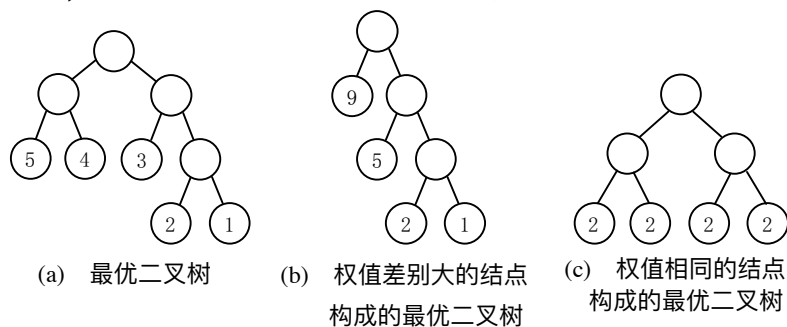 9
5 4 3 5
2 1 2 1 2 2 2 2
(a) 最优二叉树
(b) 权值差别大的结点
构成的最优二叉树
(c) 权值相同的结点
构成的最优二叉树